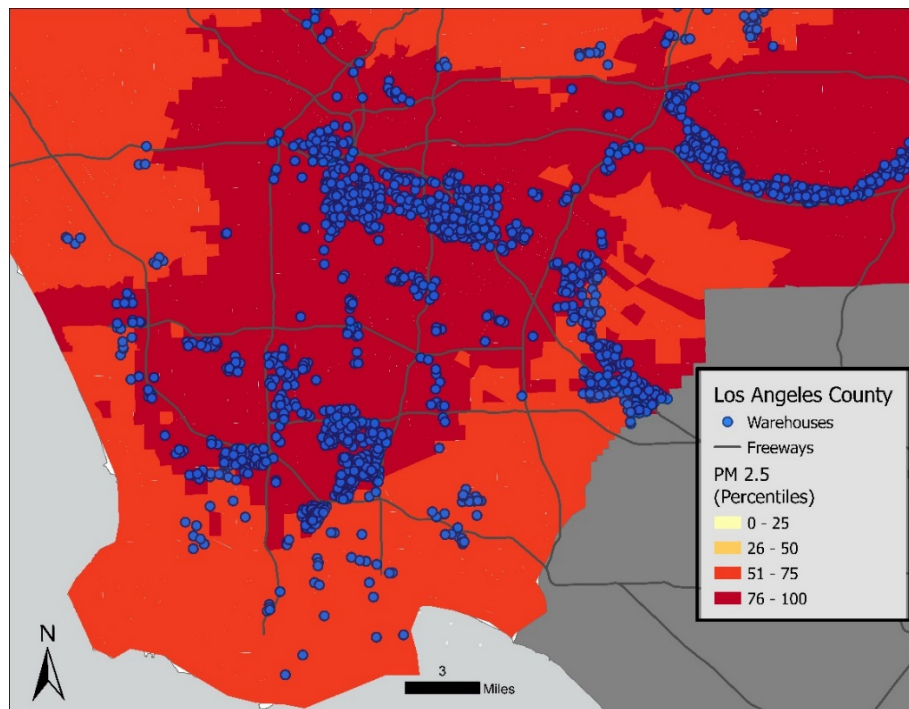 Los Angeles County
Warehouses
Freeways
PM 2.5
(Percentiles)
0 - 25
26 - 50
51 - 75
76 - 100
N
3
Miles